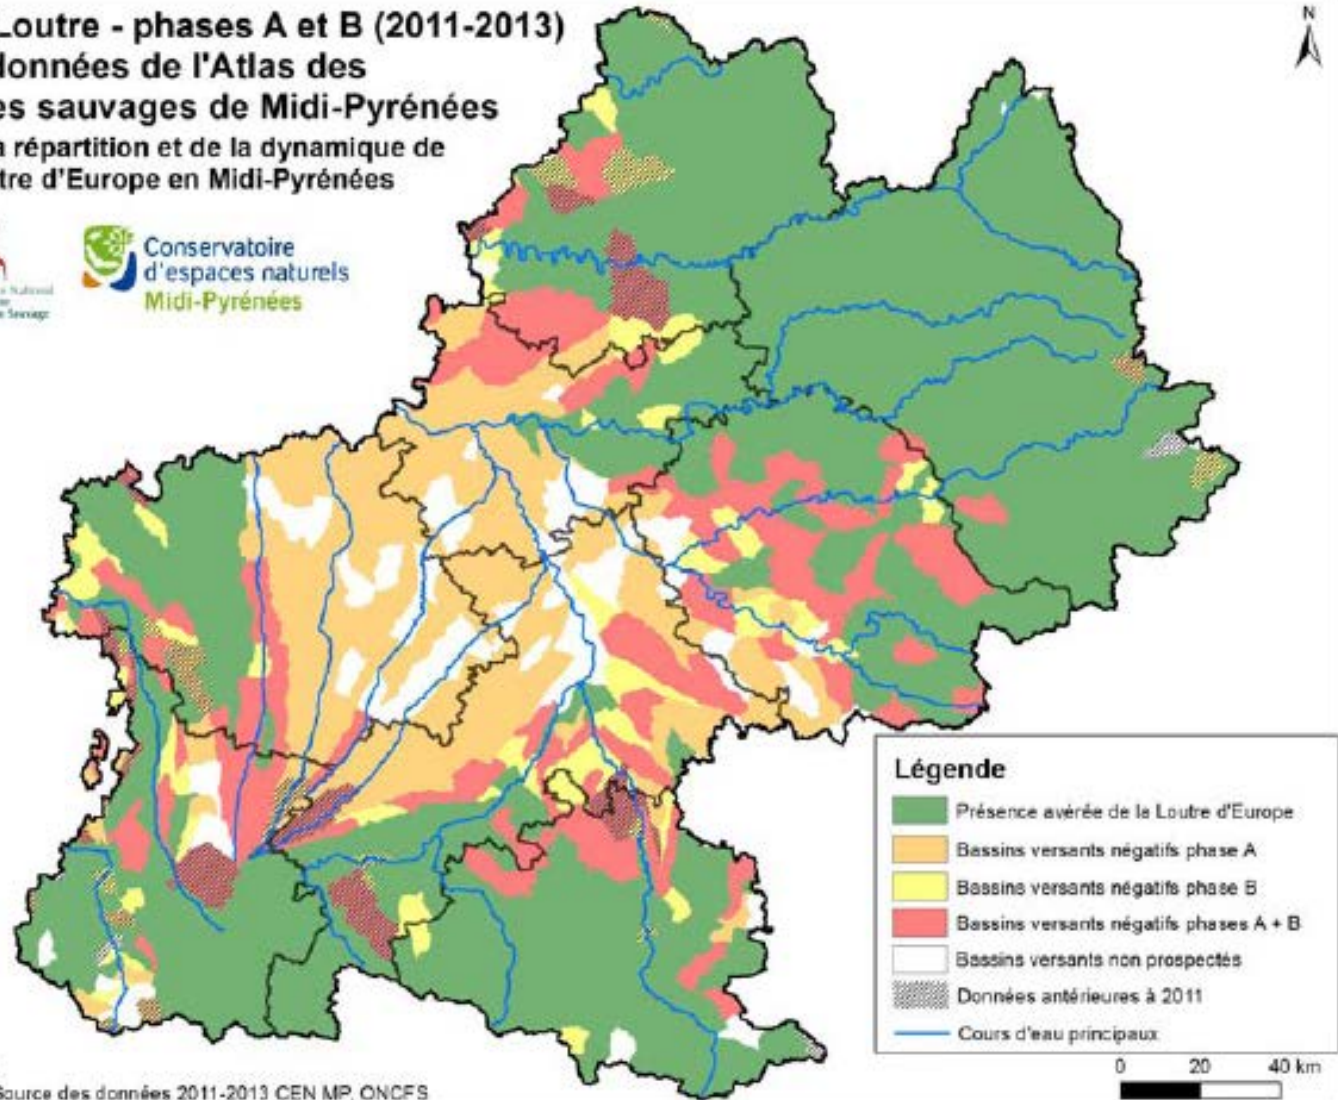 Loutre - phases A et B (2011-2013)
données de l'Atlas des
es sauvages de Midi-Pyrénées
a répartition et de la dynamique de
tre d'Europe en Midi-Pyrénées
Conservatoire
d'espaces naturels
Midi-Pyrénées
National
Sauvage
N
Légende
Présence avérée de la Loutre d'Europe
Bassins versants négatifs phase A
Bassins versants négatifs phase B
Bassins versants négatifs phases A + B
Bassins versants non prospectés
Données antérieures à 2011
Cours d'eau principaux
0 20 40 km
Source des données 2011-2013 CEN MP, ONCFS